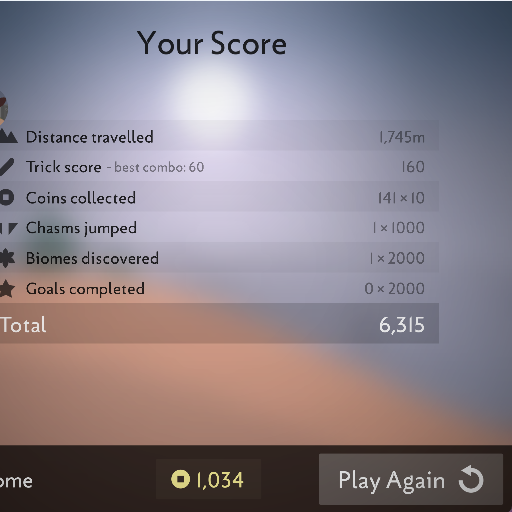 Your Score
Distance travelled 1,745m
Trick score - best combo: 60 160
Coins collected 141 × 10
Chasms jumped 1 × 1000
Biomes discovered 1 × 2000
Goals completed 0 × 2000
Total 6,315
ome 1,034 Play Again